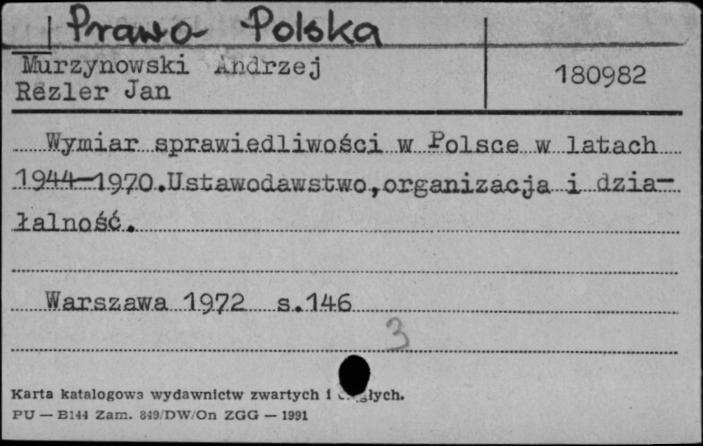 Prawo Polska
Murzynowski Andrzej
Rezler Jan
180982
Wymiar sprawiedliwości w Polsce w latach
1944-1970.Ustawodawstwo,organizacja i dzia-
łalność.
Warszawa 1972 s.146
3
Karta katalogowa wydawnictw zwartych i
PU — B144 Zam. 849/DW/On ZGG — 1991